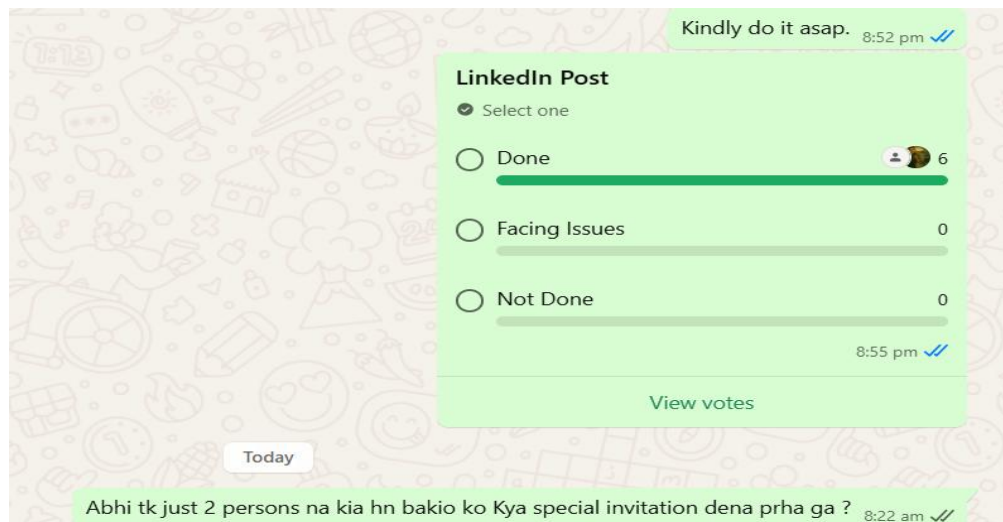 Kindly do it asap. 8:52 pm
LinkedIn Post
Select one
Done 6
Facing Issues 0
Not Done 0
8:55 pm
View votes
Today
Abhi tk just 2 persons na kia hn bakio ko Kya special invitation dena prha ga ? 8:22 am